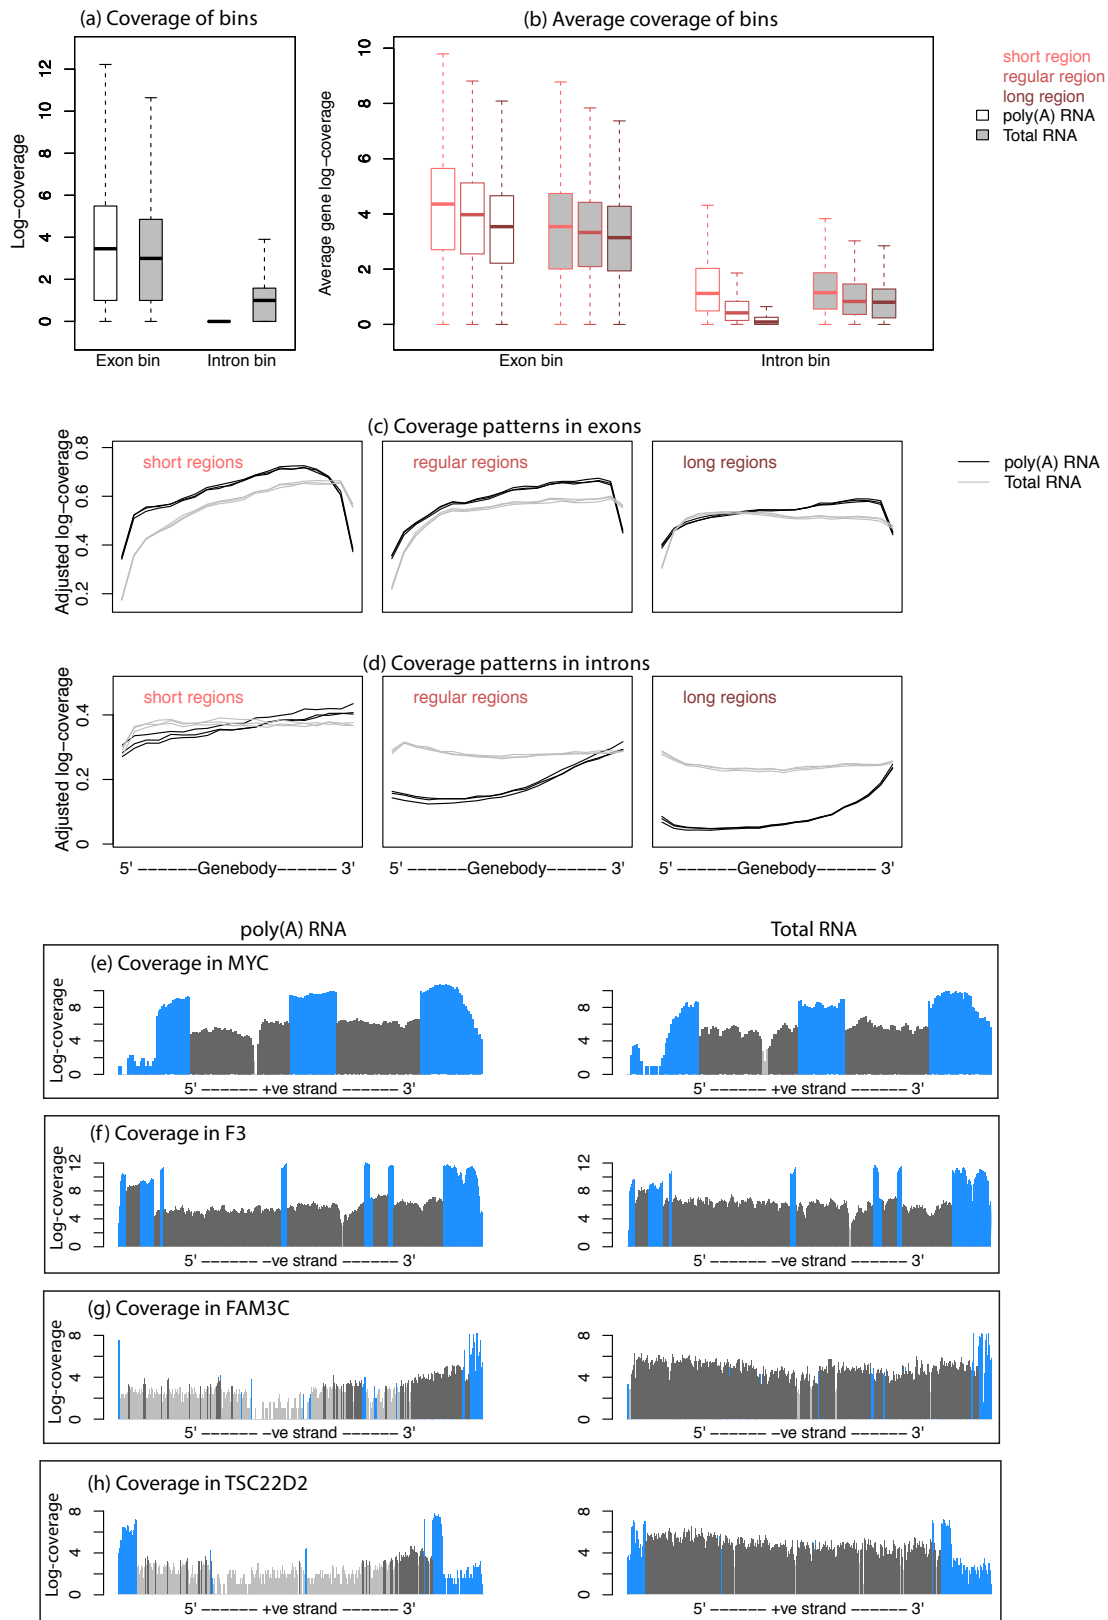 (a) Coverage of bins
(b) Average coverage of bins
Log−coverage
0 2 4 6 8 10 12
Exon bin Intron bin
Average gene log−coverage
0 2 4 6 8 10
Exon bin Intron bin
short region
regular region
long region
poly(A) RNA
Total RNA
(c) Coverage patterns in exons
Adjusted log−coverage
0.2 0.4 0.6 0.8
short regions
regular regions
long regions
poly(A) RNA
Total RNA
(d) Coverage patterns in introns
Adjusted log−coverage
0 0.2 0.4
short regions
regular regions
long regions
5' −−−−−−Genebody−−−−−− 3'
5' −−−−−−Genebody−−−−−− 3'
5' −−−−−−Genebody−−−−−− 3'
poly(A) RNA
Total RNA
(e) Coverage in MYC
Log-coverage
0 4 8
0 4 8
5' −−−−−− +ve strand −−−−−− 3'
5' −−−−−− +ve strand −−−−−− 3'
(f) Coverage in F3
Log-coverage
0 4 8 12
0 4 8 12
5' −−−−−− −ve strand −−−−−− 3'
5' −−−−−− −ve strand −−−−−− 3'
(g) Coverage in FAM3C
Log-coverage
0 4 8
0 4 8
5' −−−−−− −ve strand −−−−−− 3'
5' −−−−−− −ve strand −−−−−− 3'
(h) Coverage in TSC22D2
Log-coverage
0 4 8
0 4 8
5' −−−−−− +ve strand −−−−−− 3'
5' −−−−−− +ve strand −−−−−− 3'